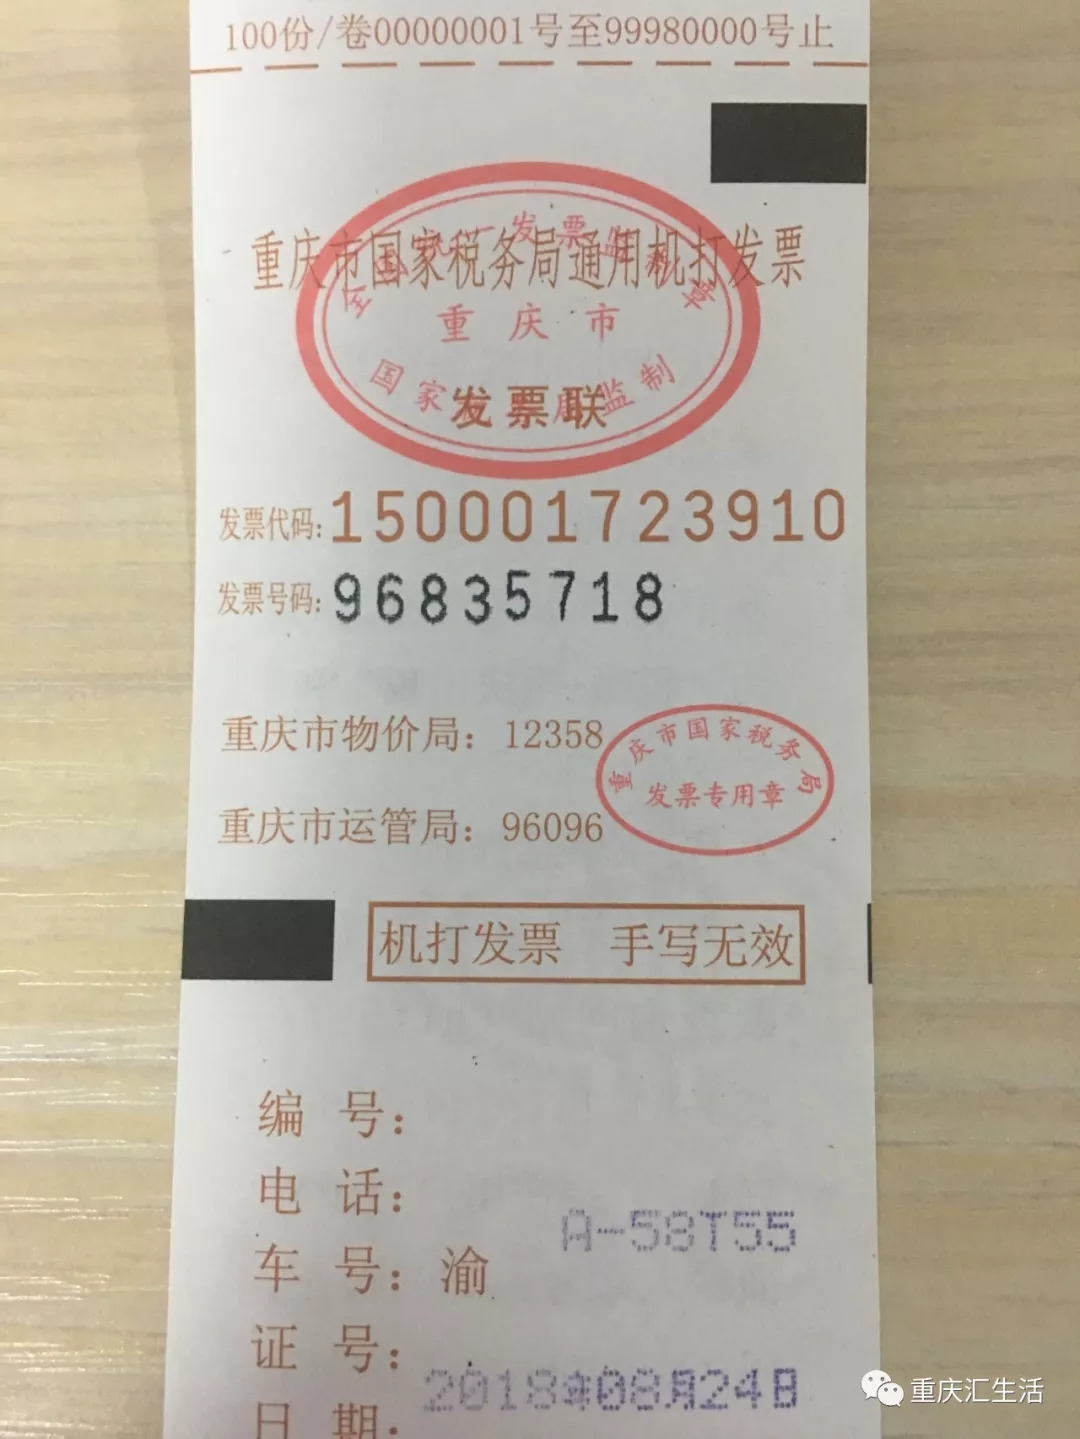 100份/卷00000001号至99980000号止
重庆市国家税务局通用机打发票
全国统一发票监制章
重庆市
国家税务局监制
发票联
发票代码:150001723910
发票号码:96835718
重庆市物价局：12358
重庆市运管局：96096
重庆市国家税务局
发票专用章
机打发票 手写无效
编 号：
电 话：
A-58T55
车 号：渝
证 号：
2018年08月24日
日 期：
重庆汇生活